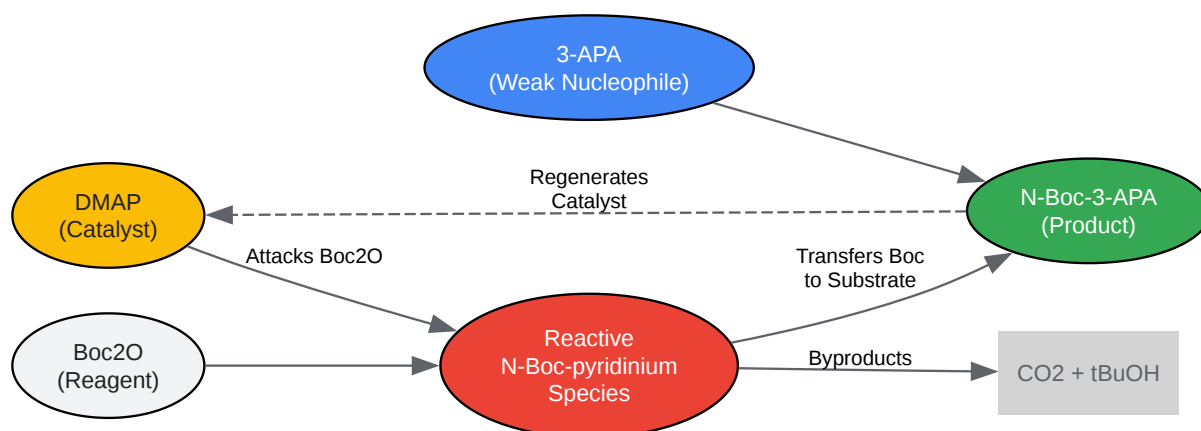 3-APA
(Weak Nucleophile)
Regenerates
Catalyst
DMAP
(Catalyst)
N-Boc-3-APA
(Product)
Attacks Boc2O
Transfers Boc
to Substrate
Boc2O
(Reagent)
Reactive
N-Boc-pyridinium
Species
Byproducts
CO2 + tBuOH